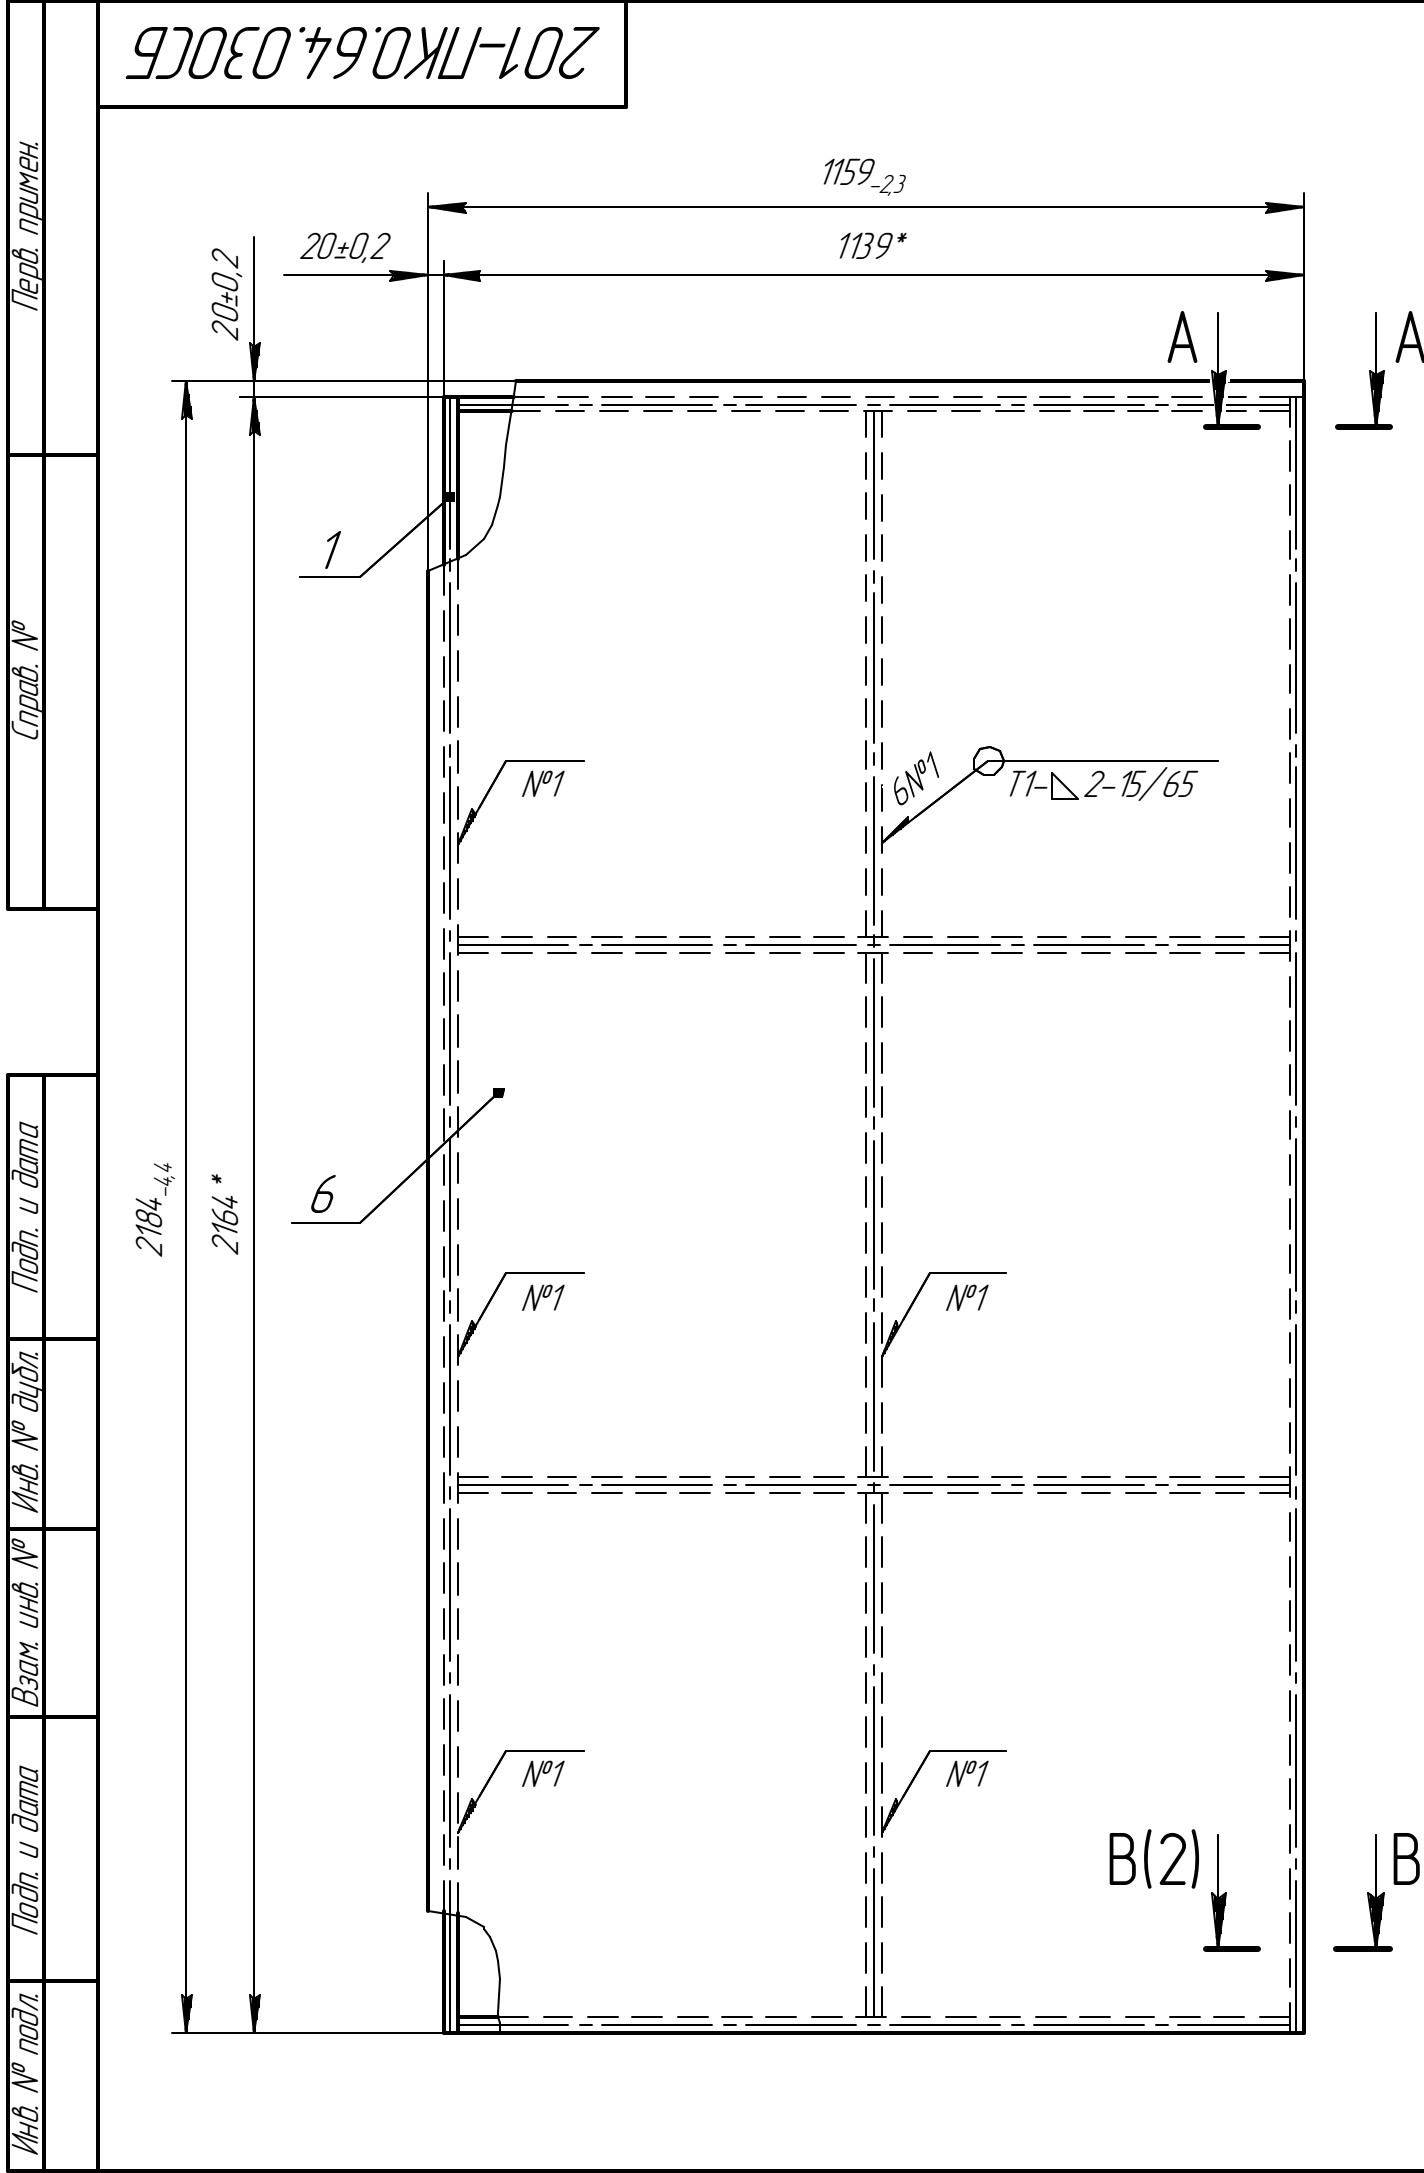 201-ПК0.64.030СБ
Перв. примен.
Справ. №
Подп. и дата
Инв. № дубл.
Взам. инв. №
Подп. и дата
Инв. № подл.
1159-2,3
20±0,2
1139*
20±0,2
А
А
1
№1
6№1
Т1-◺2-15/65
2184-4,4
2164*
6
№1
№1
№1
№1
В(2)
В